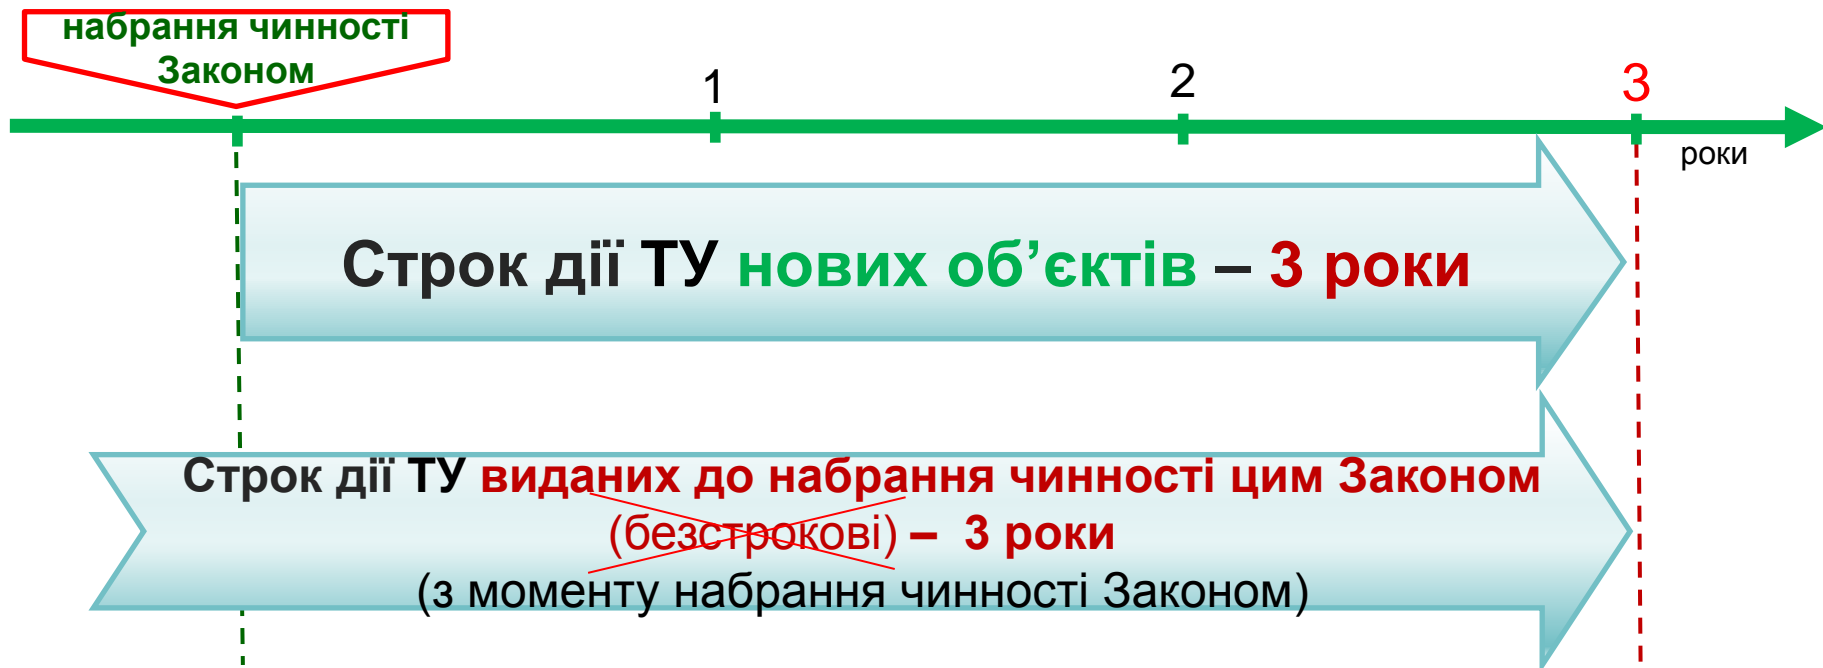 набрання чинності
Законом
1
2
3
роки
Строк дії ТУ нових об’єктів – 3 роки
Строк дії ТУ виданих до набрання чинності цим Законом
(безстрокові) – 3 роки
(з моменту набрання чинності Законом)